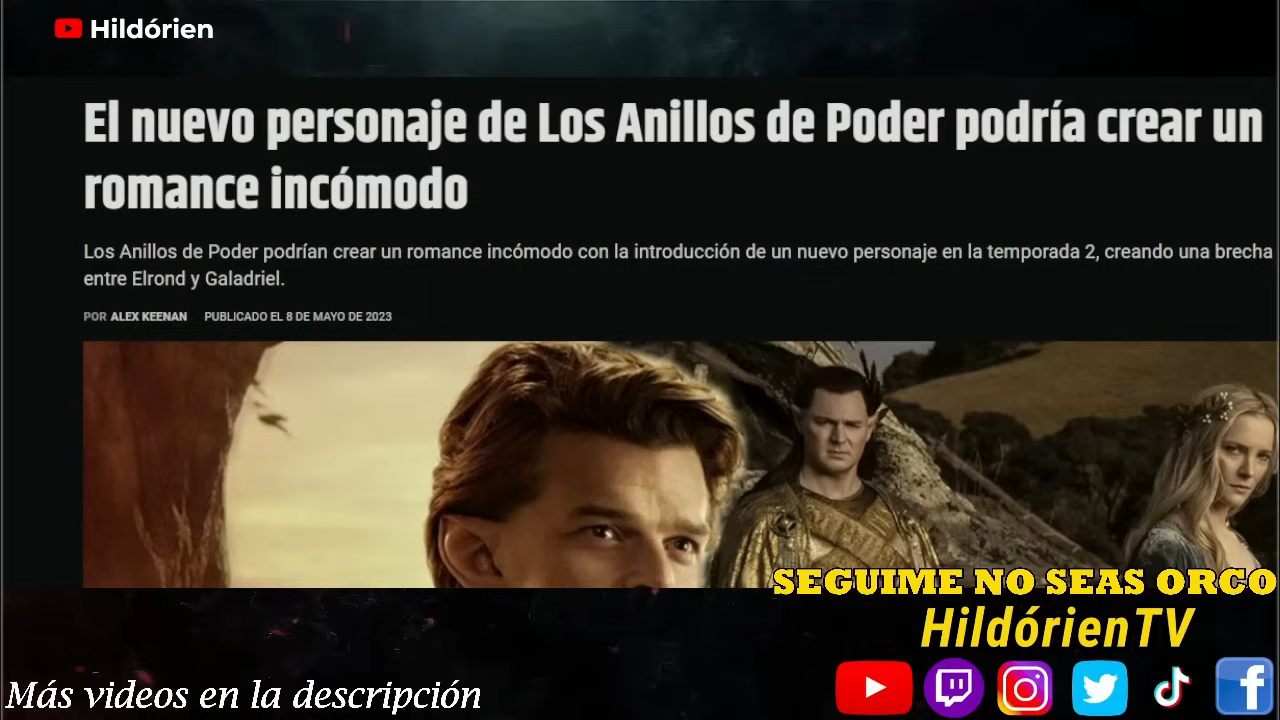 Hildórien
El nuevo personaje de Los Anillos de Poder podría crear un
romance incómodo
Los Anillos de Poder podrían crear un romance incómodo con la introducción de un nuevo personaje en la temporada 2, creando una brecha
entre Elrond y Galadriel.
POR ALEX KEENAN PUBLICADO EL 8 DE MAYO DE 2023
SEGUIME NO SEAS ORCO
HildórienTV
Más videos en la descripción